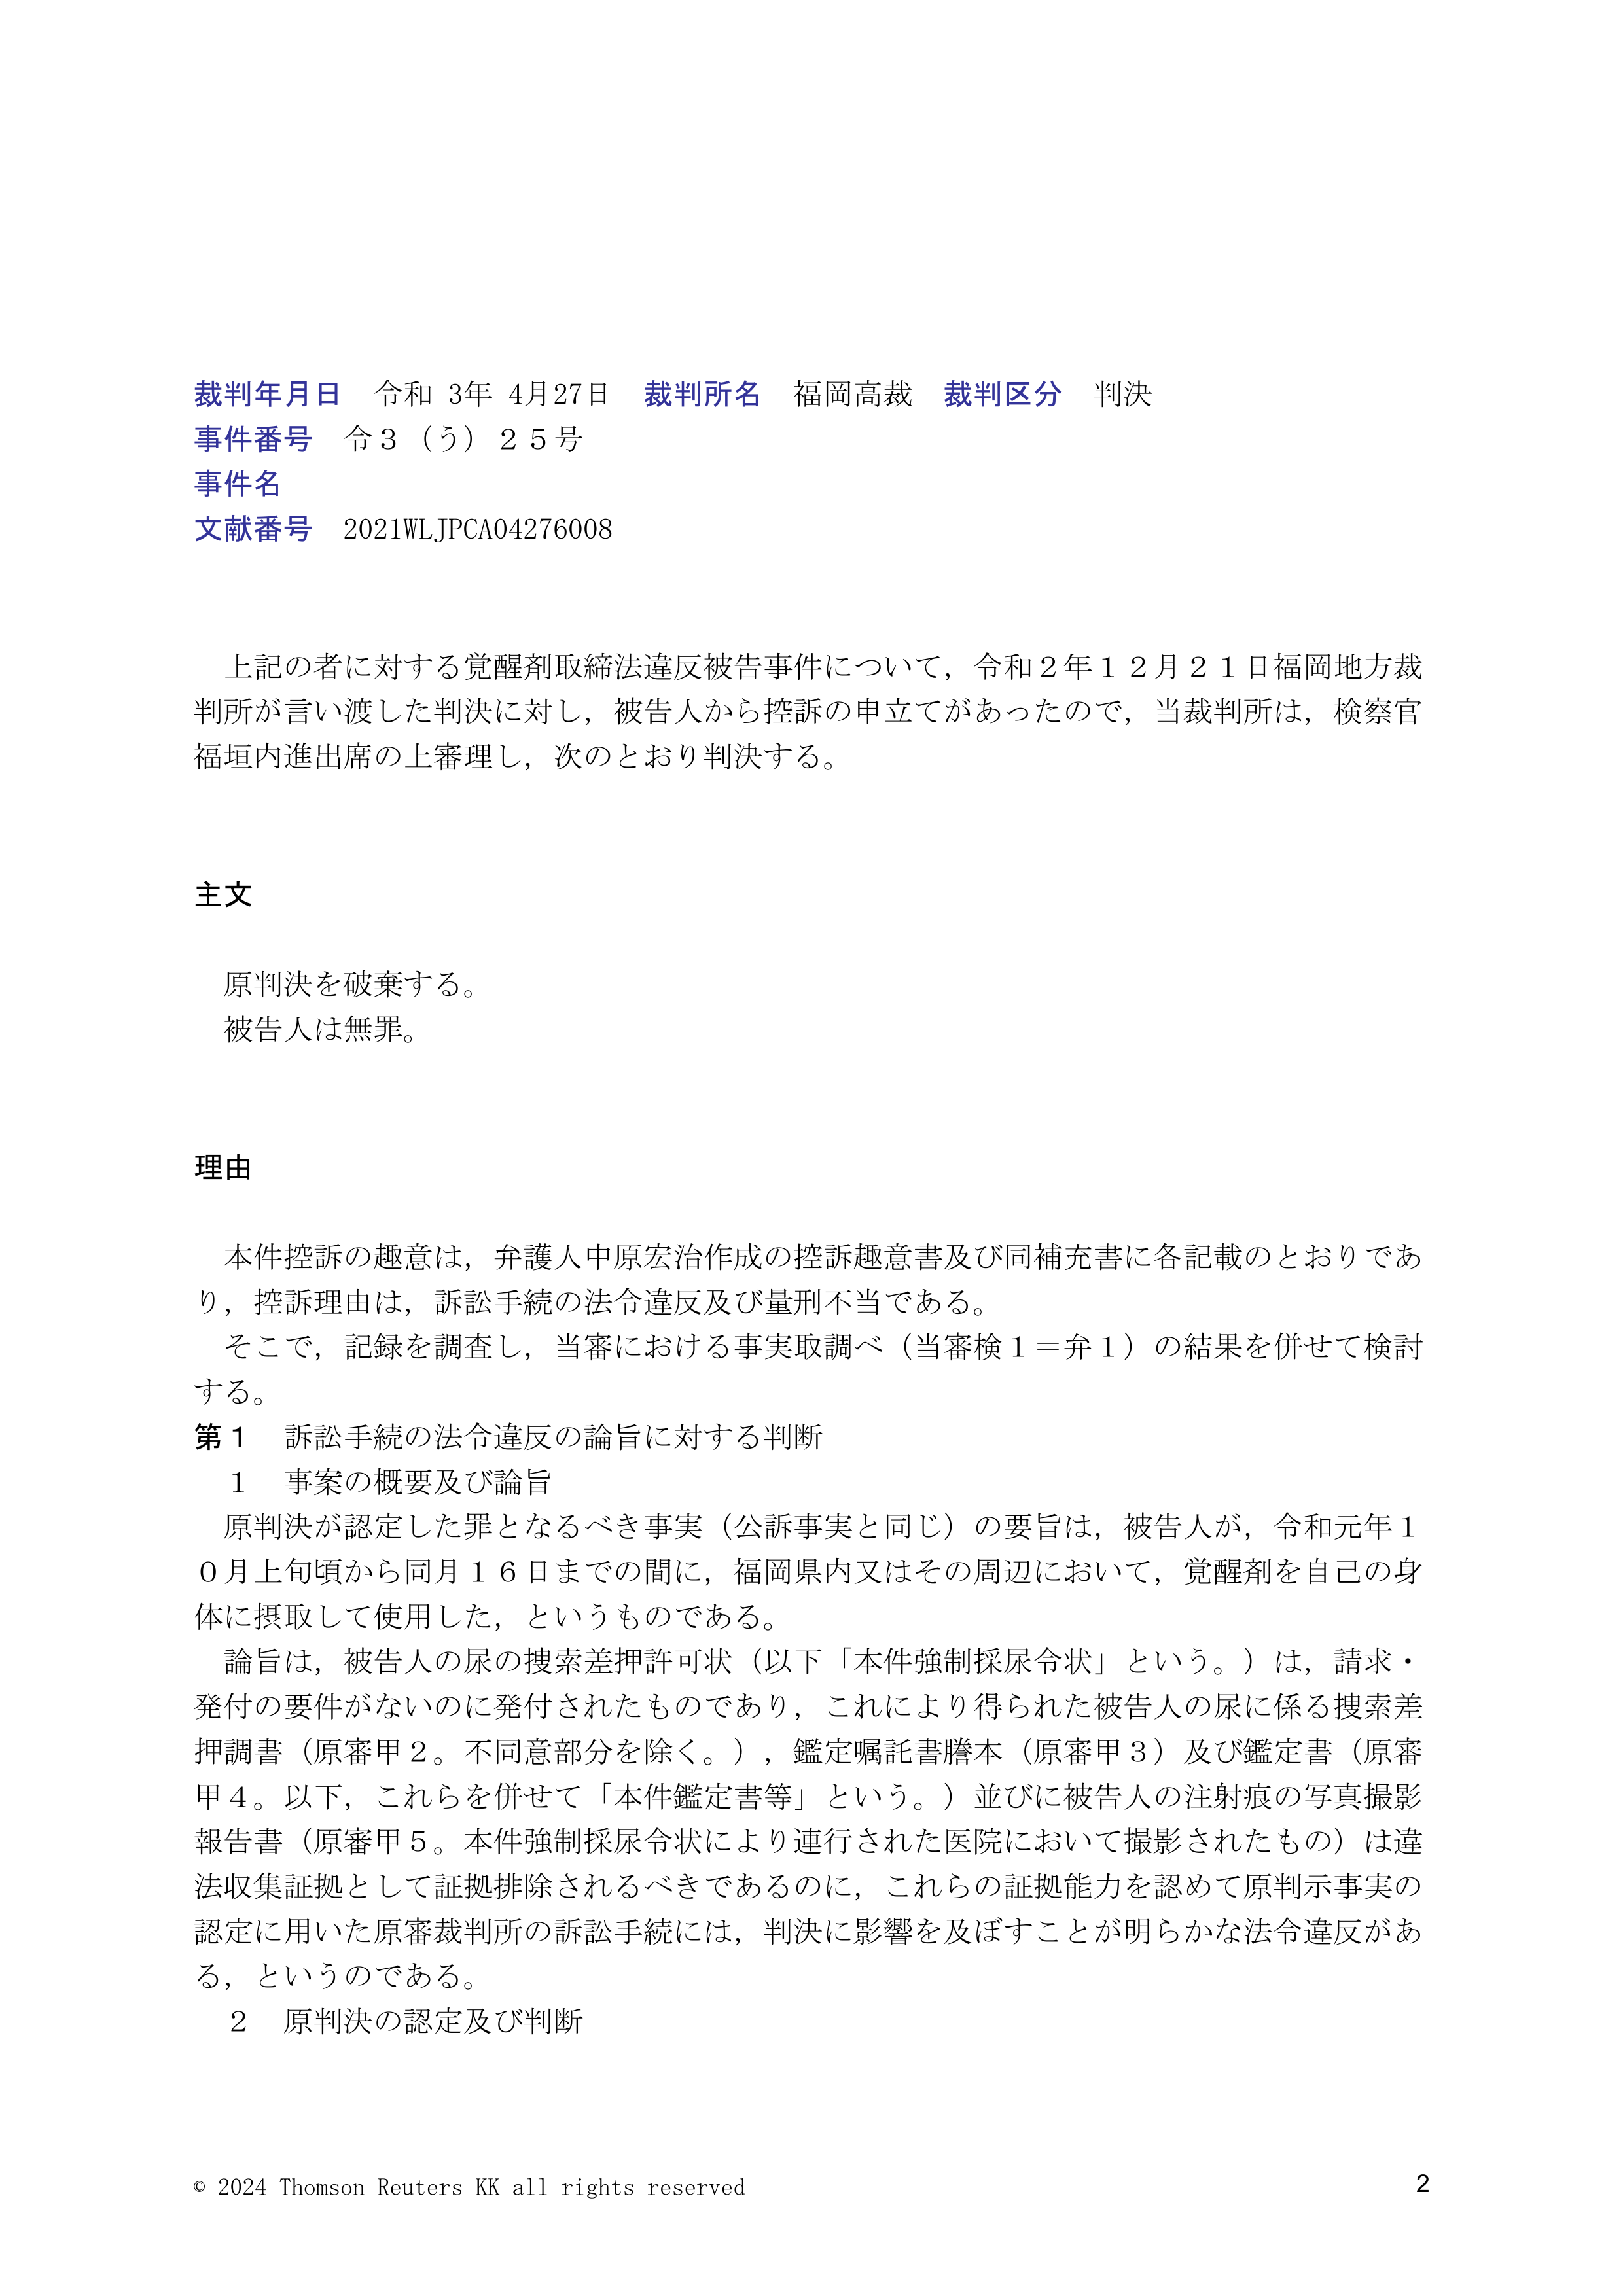 裁判年月日　令和 3年 4月27日　裁判所名　福岡高裁　裁判区分　判決
事件番号　令３（う）２５号
事件名
文献番号　2021WLJPCA04276008
　上記の者に対する覚醒剤取締法違反被告事件について，令和２年１２月２１日福岡地方裁
判所が言い渡した判決に対し，被告人から控訴の申立てがあったので，当裁判所は，検察官
福垣内進出席の上審理し，次のとおり判決する。
主文
　原判決を破棄する。
　被告人は無罪。
理由
　本件控訴の趣意は，弁護人中原宏治作成の控訴趣意書及び同補充書に各記載のとおりであ
り，控訴理由は，訴訟手続の法令違反及び量刑不当である。
　そこで，記録を調査し，当審における事実取調べ（当審検１＝弁１）の結果を併せて検討
する。
第１　訴訟手続の法令違反の論旨に対する判断
　１　事案の概要及び論旨
　原判決が認定した罪となるべき事実（公訴事実と同じ）の要旨は，被告人が，令和元年１
０月上旬頃から同月１６日までの間に，福岡県内又はその周辺において，覚醒剤を自己の身
体に摂取して使用した，というものである。
　論旨は，被告人の尿の捜索差押許可状（以下「本件強制採尿令状」という。）は，請求・
発付の要件がないのに発付されたものであり，これにより得られた被告人の尿に係る捜索差
押調書（原審甲２。不同意部分を除く。），鑑定嘱託書謄本（原審甲３）及び鑑定書（原審
甲４。以下，これらを併せて「本件鑑定書等」という。）並びに被告人の注射痕の写真撮影
報告書（原審甲５。本件強制採尿令状により連行された医院において撮影されたもの）は違
法収集証拠として証拠排除されるべきであるのに，これらの証拠能力を認めて原判示事実の
認定に用いた原審裁判所の訴訟手続には，判決に影響を及ぼすことが明らかな法令違反があ
る，というのである。
　２　原判決の認定及び判断
© 2024 Thomson Reuters KK all rights reserved
2